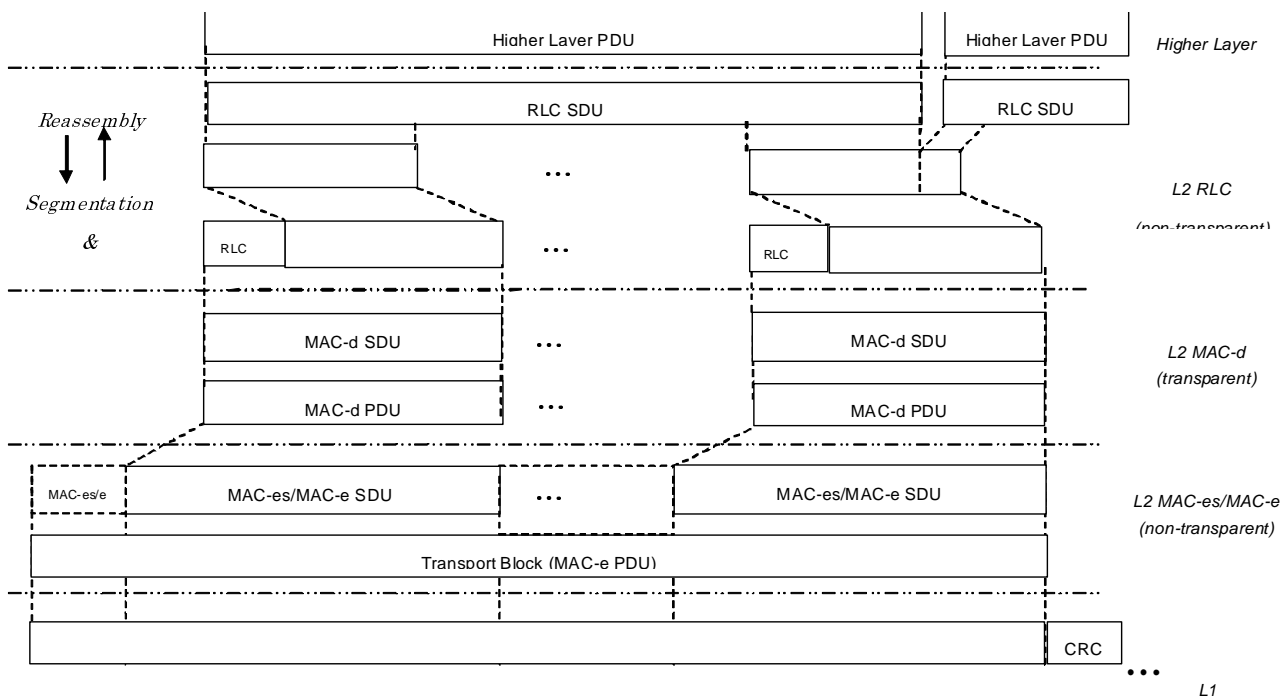 Higher Layer PDU
Higher Layer PDU
Higher Layer
RLC SDU
RLC SDU
Reassembly
Segmentation
&
...
L2 RLC
(non-transparent)
RLC
...
RLC
MAC-d SDU
...
MAC-d SDU
L2 MAC-d
(transparent)
MAC-d PDU
...
MAC-d PDU
MAC-es/e
MAC-es/MAC-e SDU
...
MAC-es/MAC-e SDU
L2 MAC-es/MAC-e
(non-transparent)
Transport Block (MAC-e PDU)
CRC
...
L1